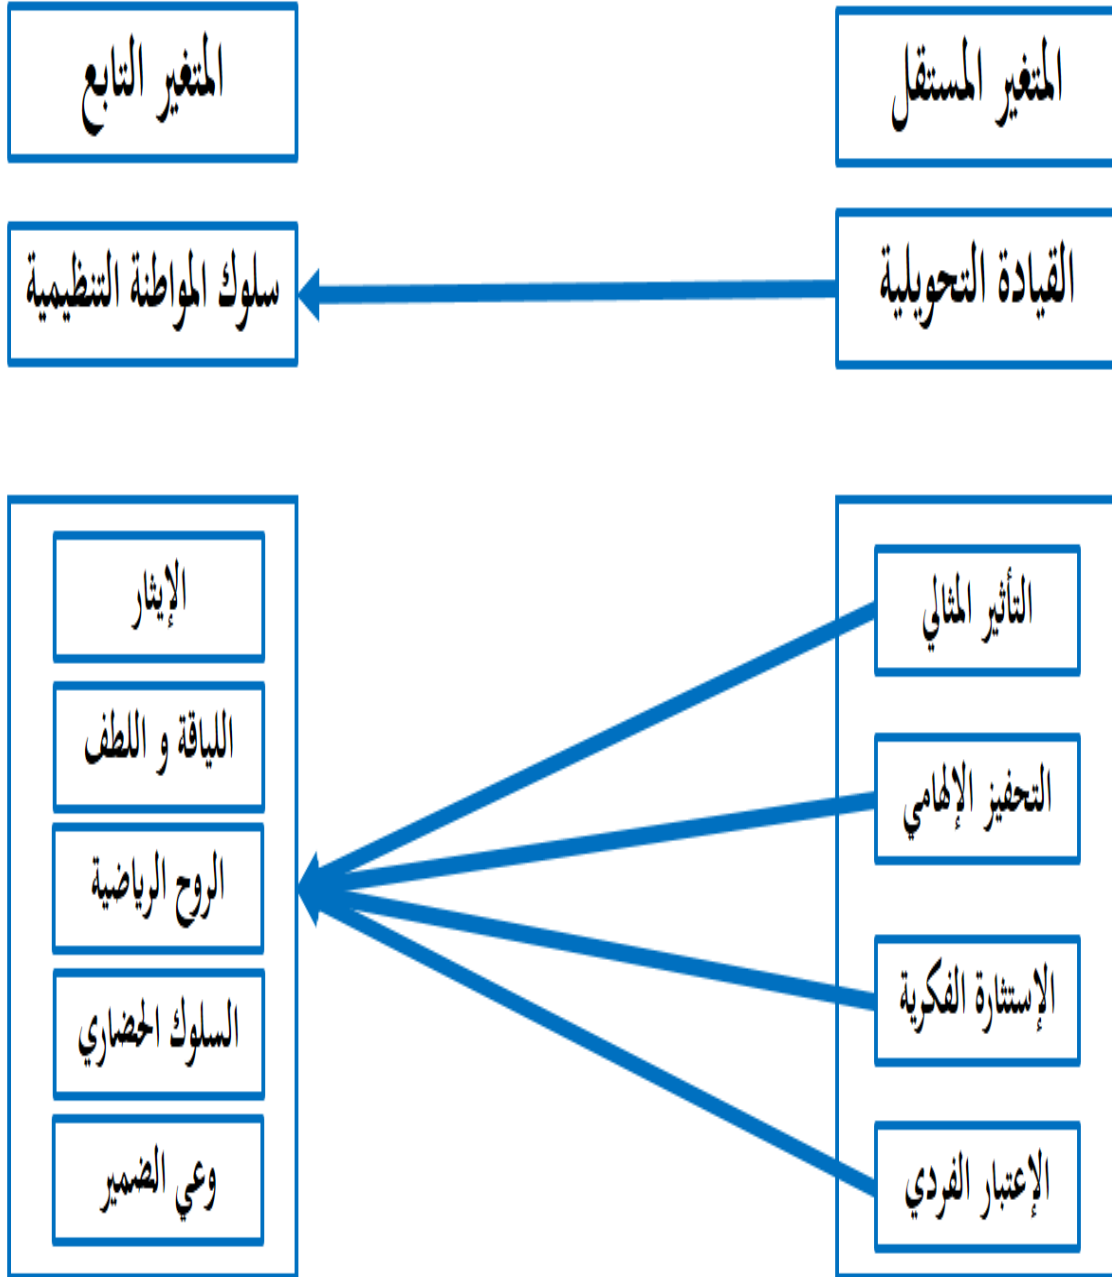 المتغير المستقل
المتغير التابع
القيادة التحويلية
سلوك المواطنة التنظيمية
التأثير المثالي
التحفيز الإلهامي
الإستثارة الفكرية
الإعتبار الفردي
الإيثار
اللياقة و اللطف
الروح الرياضية
السلوك الحضاري
وعي الضمير